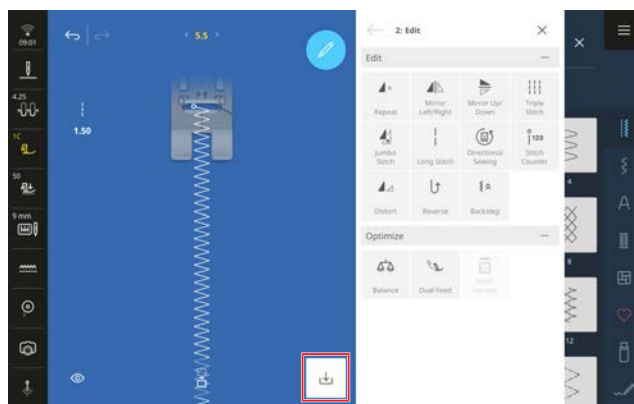 09:01
5.5
2: Edit
Edit
4.25
1.50
1C
50
9 mm
Repeat
Mirror Left/Right
Mirror Up/Down
Triple Stitch
Jumbo Stitch
Long Stitch
Directional Sewing
123
Stitch Counter
Distort
Reverse
Backstep
Optimize
Balance
Dual Feed
4
8
12
A